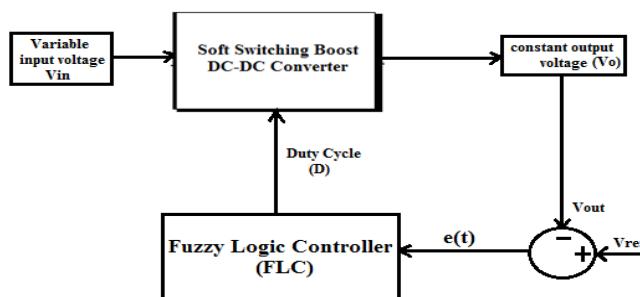 Variable
input voltage
Vin
Soft Switching Boost
DC-DC Converter
constant output
voltage (Vo)
Duty Cycle
(D)
Vout
Fuzzy Logic Controller
(FLC)
e(t)
−
+
Vre